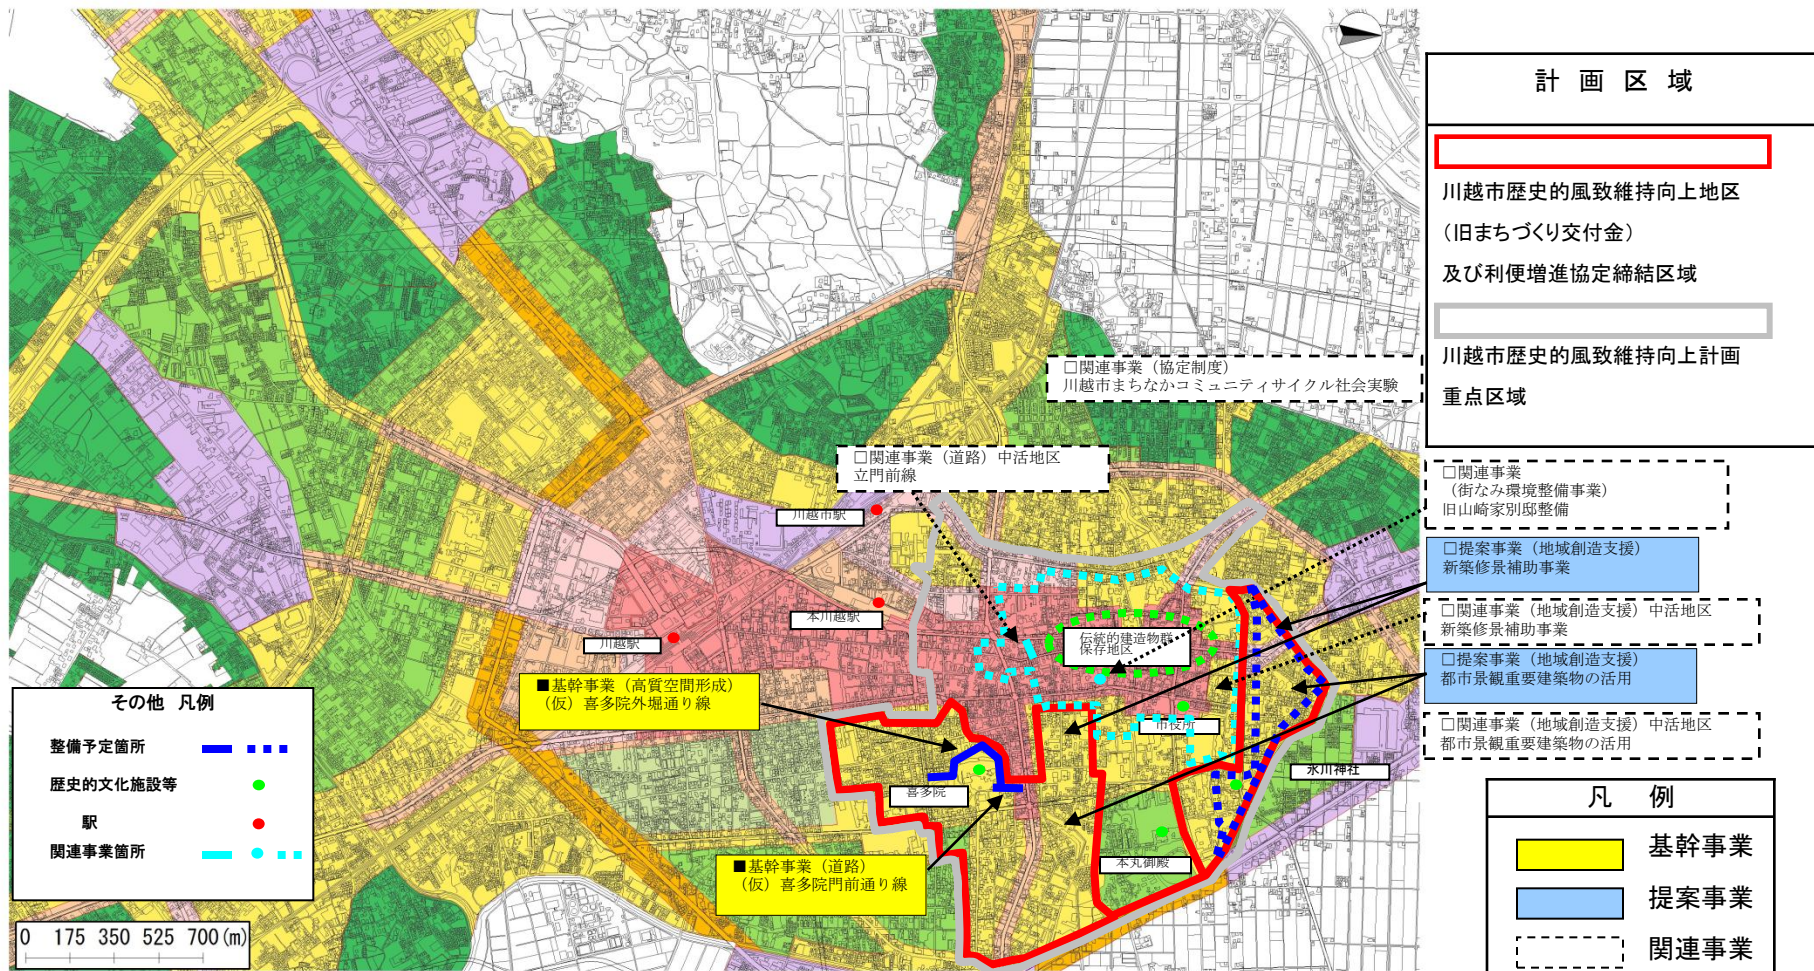 計 画 区 域
川越市歴史的風致維持向上地区
(旧まちづくり交付金)
及び利便増進協定締結区域
川越市歴史的風致維持向上計画
重点区域
□関連事業（協定制度）
川越市まちなかコミュニティサイクル社会実験
□関連事業（道路）中活地区
立門前線
□関連事業
（街なみ環境整備事業）
旧山崎家別邸整備
□提案事業（地域創造支援）
新築修景補助事業
□関連事業（地域創造支援）中活地区
新築修景補助事業
□提案事業（地域創造支援）
都市景観重要建築物の活用
□関連事業（地域創造支援）中活地区
都市景観重要建築物の活用
川越市駅
本川越駅
川越駅
伝統的建造物群
保存地区
市役所
氷川神社
喜多院
本丸御殿
■基幹事業（高質空間形成）
（仮）喜多院外堀通り線
■基幹事業（道路）
（仮）喜多院門前通り線
その他 凡例
整備予定箇所
歴史的文化施設等
駅
関連事業箇所
0 175 350 525 700(m)
凡 例
基幹事業
提案事業
関連事業